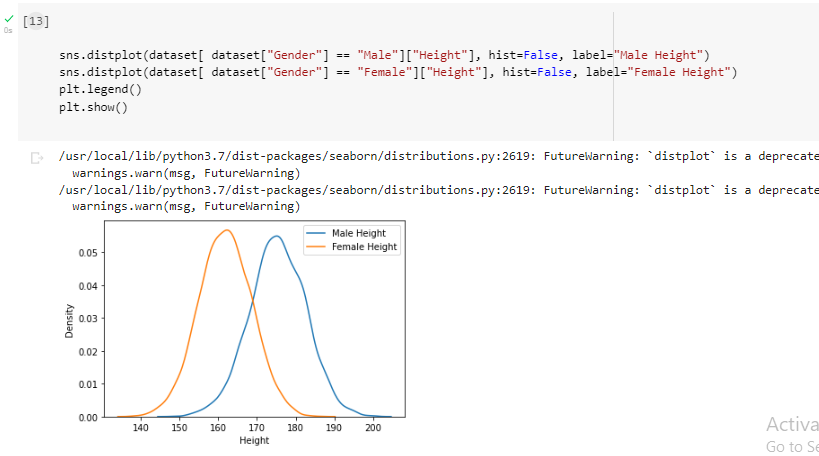 [13]
0s
sns.distplot(dataset[ dataset["Gender"] == "Male"]["Height"], hist=False, label="Male Height")
sns.distplot(dataset[ dataset["Gender"] == "Female"]["Height"], hist=False, label="Female Height")
plt.legend()
plt.show()
/usr/local/lib/python3.7/dist-packages/seaborn/distributions.py:2619: FutureWarning: `distplot` is a deprecate
warnings.warn(msg, FutureWarning)
/usr/local/lib/python3.7/dist-packages/seaborn/distributions.py:2619: FutureWarning: `distplot` is a deprecate
warnings.warn(msg, FutureWarning)
Male Height
Female Height
0.05
0.04
0.03
0.02
0.01
0.00
Density
140 150 160 170 180 190 200
Height
Activa
Go to Se